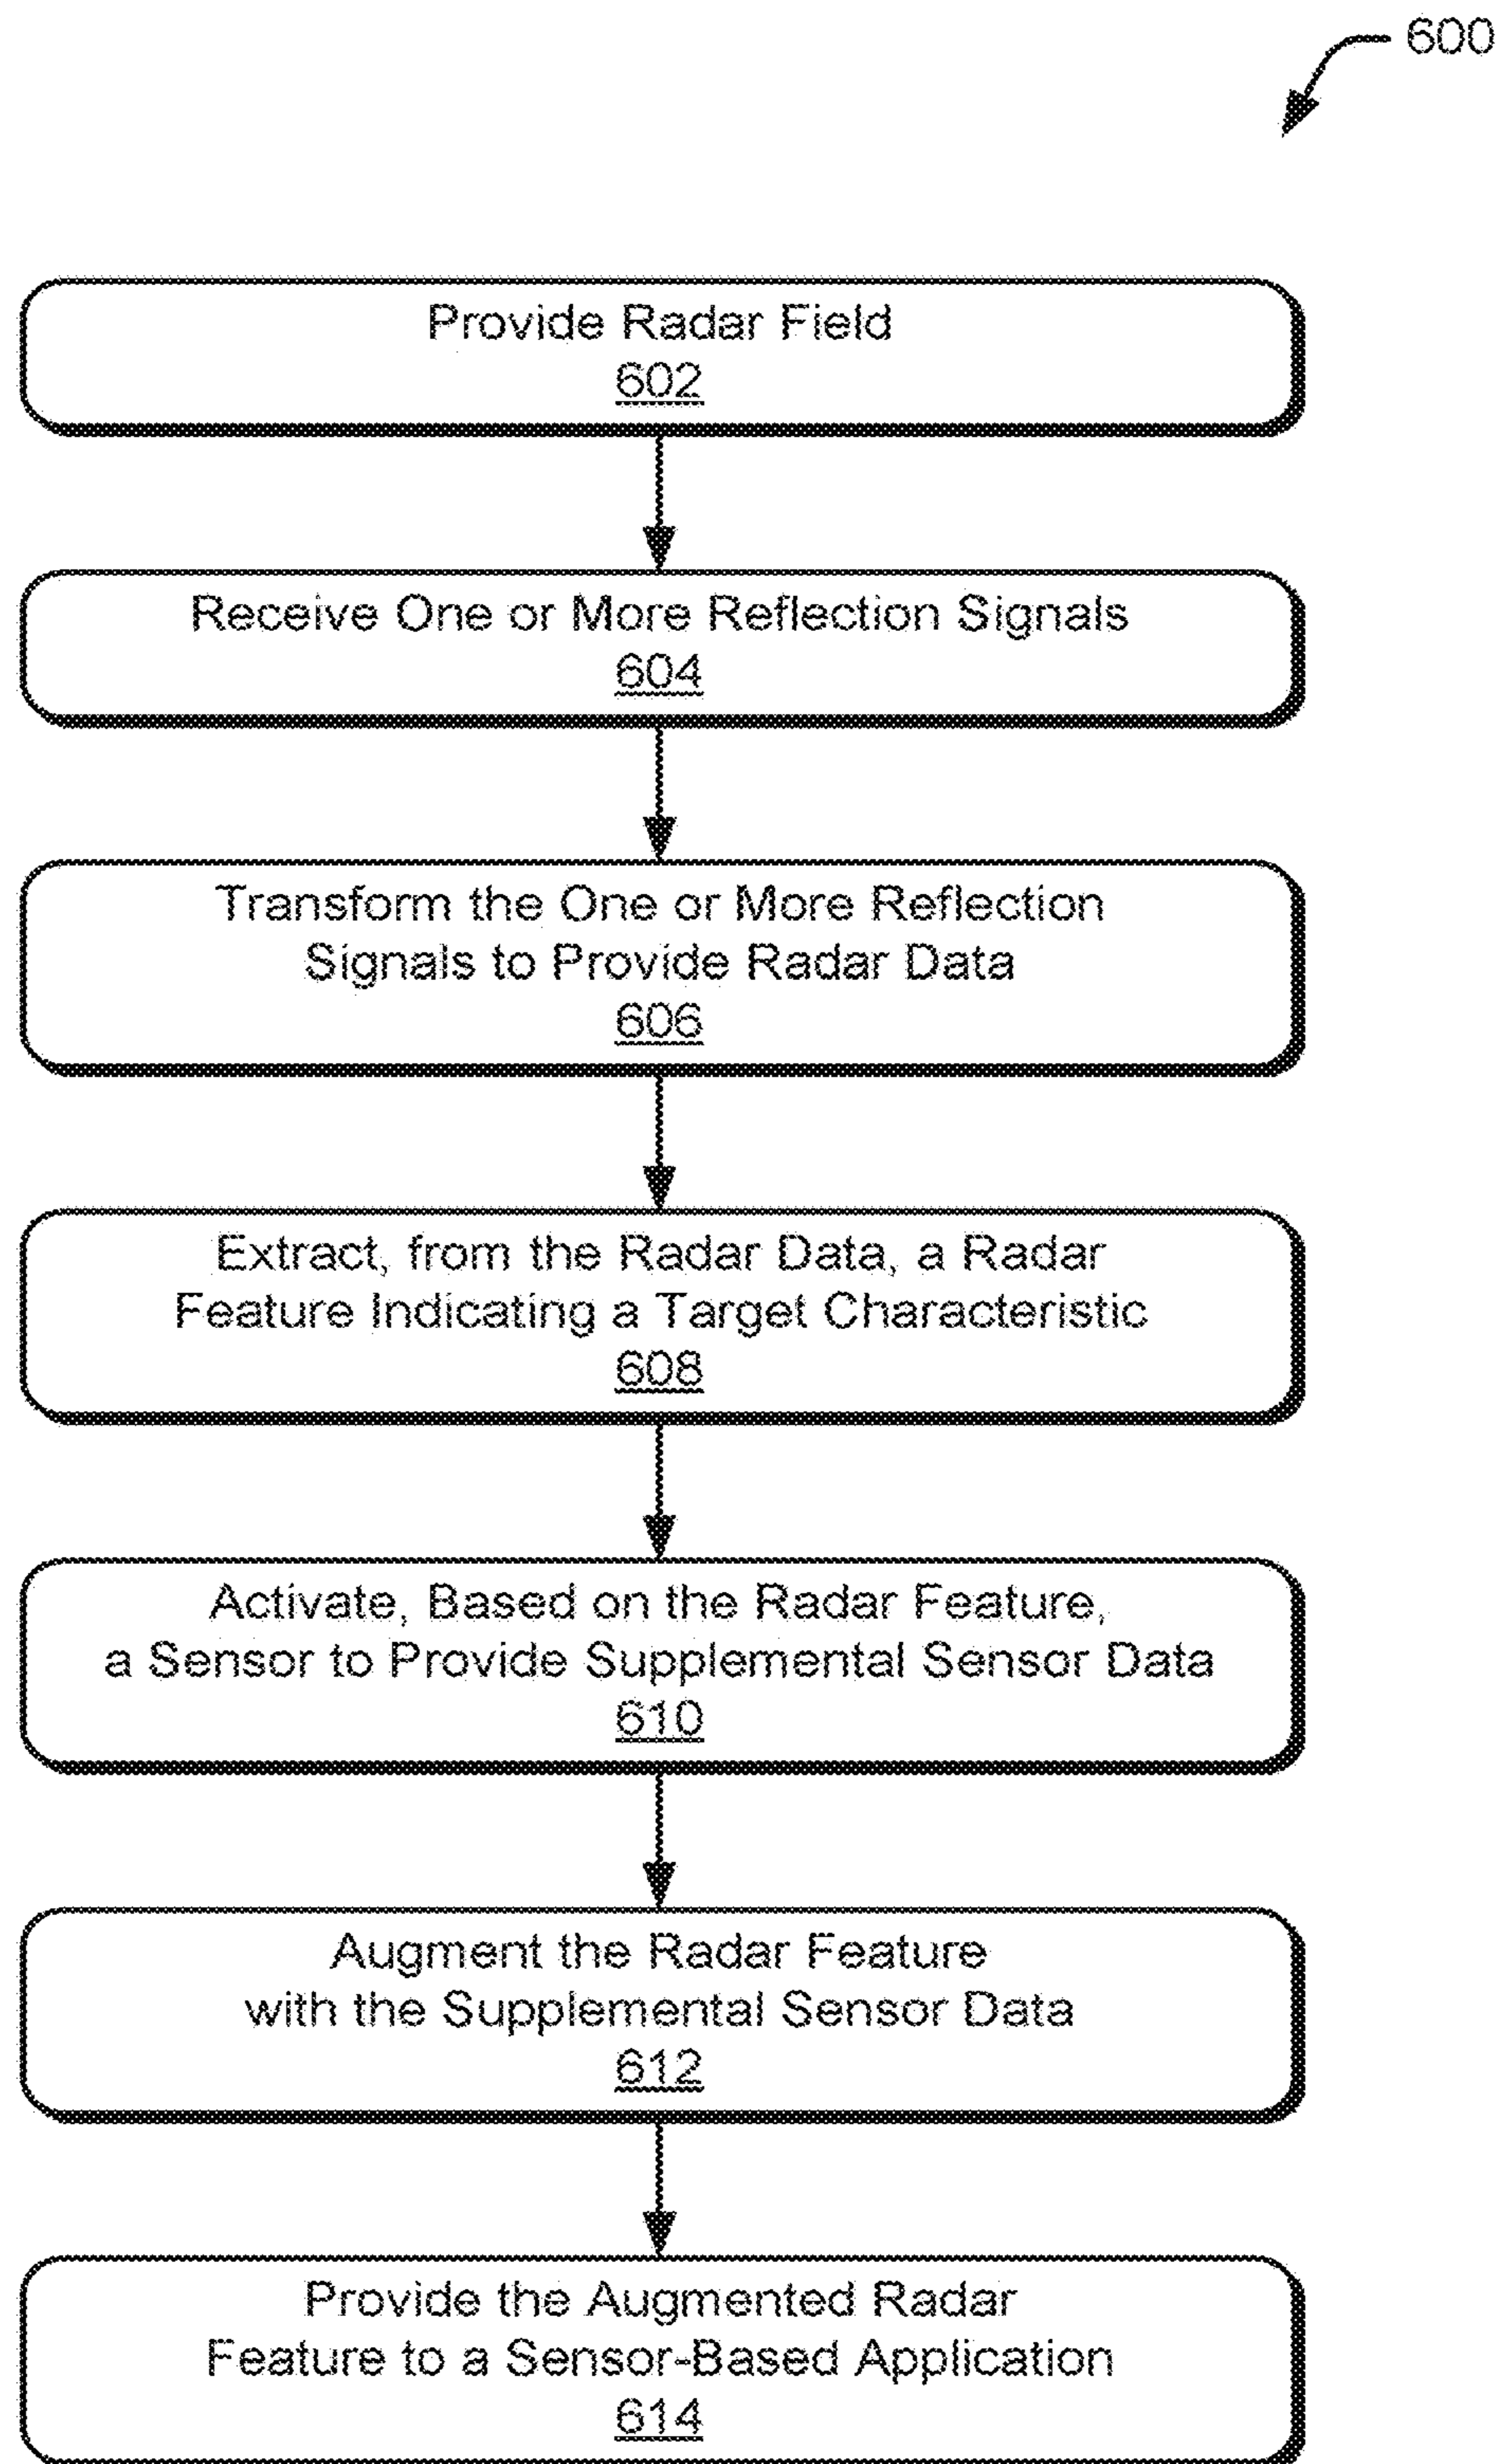 600
Provide Radar Field
602
Receive One or More Reflection Signals
604
Transform the One or More Reflection
Signals to Provide Radar Data
606
Extract, from the Radar Data, a Radar
Feature Indicating a Target Characteristic
608
Activate, Based on the Radar Feature,
a Sensor to Provide Supplemental Sensor Data
610
Augment the Radar Feature
with the Supplemental Sensor Data
612
Provide the Augmented Radar
Feature to a Sensor-Based Application
614